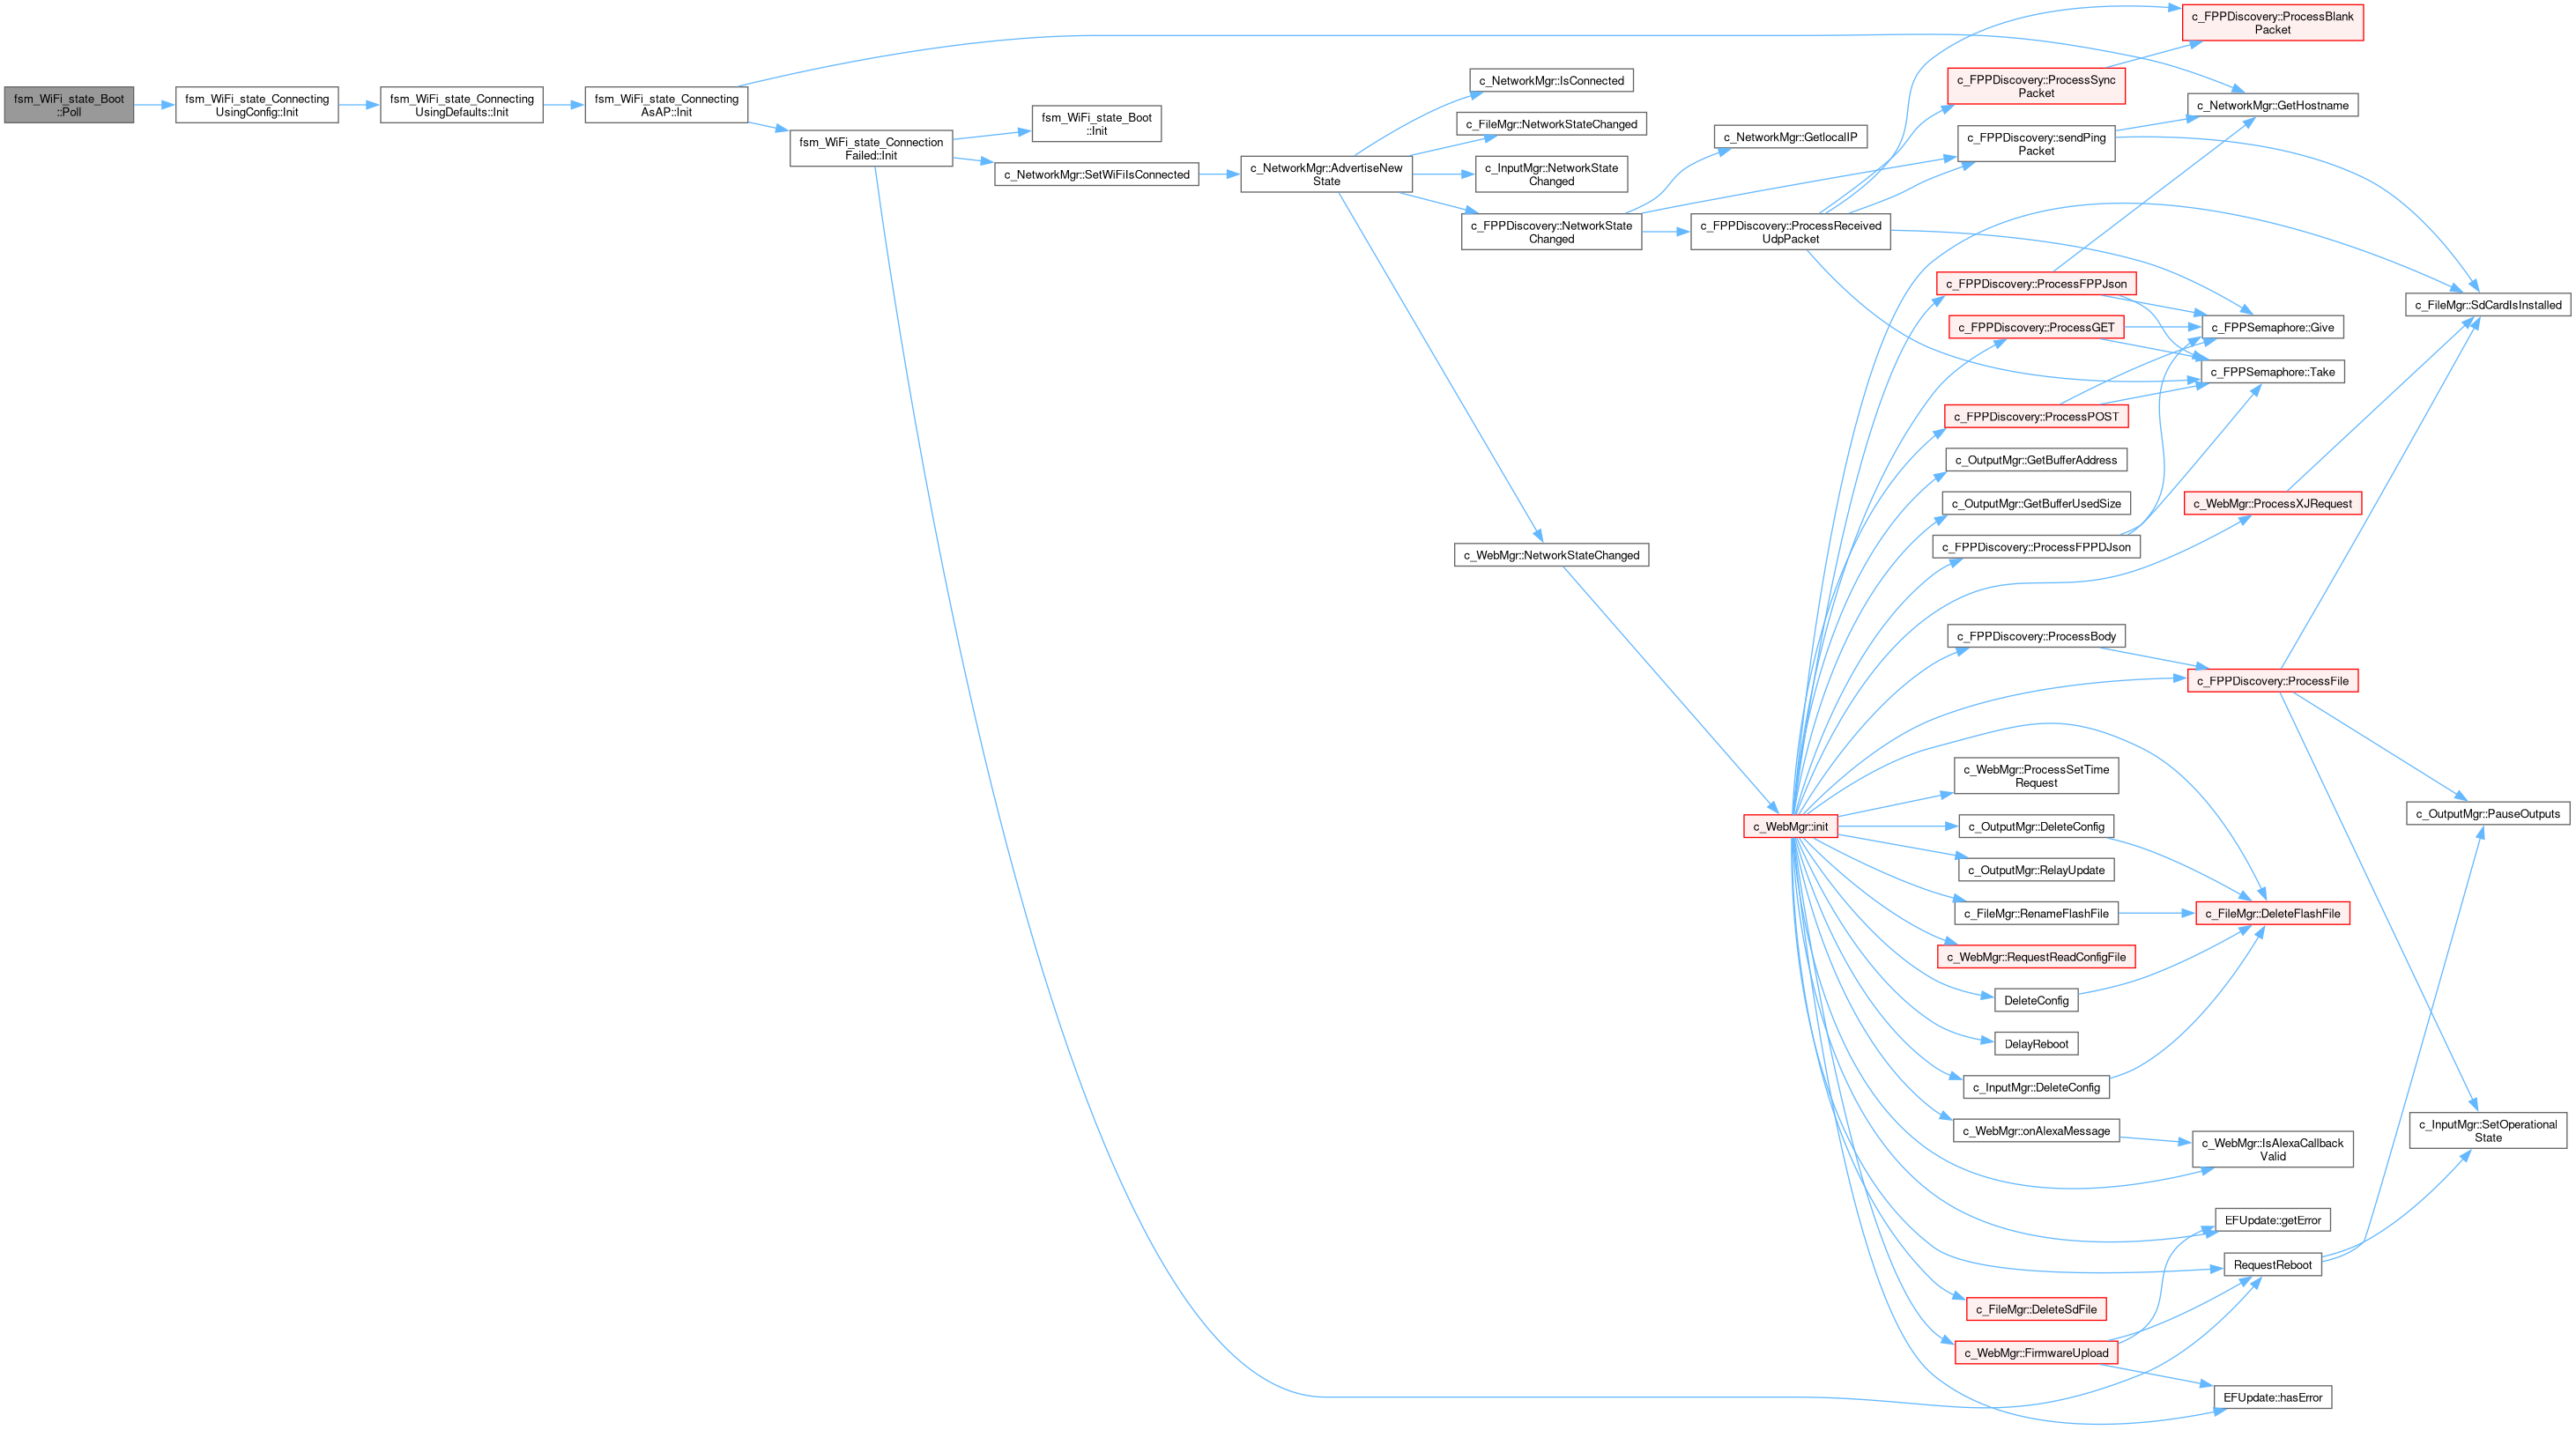 fsm_WiFi_state_Boot
::Poll
fsm_WiFi_state_Connecting
UsingConfig::Init
fsm_WiFi_state_Connecting
UsingDefaults::Init
fsm_WiFi_state_Connecting
AsAP::Init
fsm_WiFi_state_Connection
Failed::Init
fsm_WiFi_state_Boot
::Init
c_NetworkMgr::SetWiFiIsConnected
c_NetworkMgr::AdvertiseNew
State
c_NetworkMgr::IsConnected
c_FileMgr::NetworkStateChanged
c_InputMgr::NetworkState
Changed
c_FPPDiscovery::NetworkState
Changed
c_WebMgr::NetworkStateChanged
c_NetworkMgr::GetlocalIP
c_FPPDiscovery::ProcessReceived
UdpPacket
c_WebMgr::init
c_FPPDiscovery::ProcessSync
Packet
c_FPPDiscovery::sendPing
Packet
c_FPPDiscovery::ProcessFPPJson
c_FPPDiscovery::ProcessGET
c_FPPDiscovery::ProcessPOST
c_OutputMgr::GetBufferAddress
c_OutputMgr::GetBufferUsedSize
c_FPPDiscovery::ProcessFPPDJson
c_FPPDiscovery::ProcessBody
c_WebMgr::ProcessSetTime
Request
c_OutputMgr::DeleteConfig
c_OutputMgr::RelayUpdate
c_FileMgr::RenameFlashFile
c_WebMgr::RequestReadConfigFile
DeleteConfig
DelayReboot
c_InputMgr::DeleteConfig
c_WebMgr::onAlexaMessage
c_FileMgr::DeleteSdFile
c_WebMgr::FirmwareUpload
c_FPPDiscovery::ProcessBlank
Packet
c_NetworkMgr::GetHostname
c_FPPSemaphore::Give
c_FPPSemaphore::Take
c_WebMgr::ProcessXJRequest
c_FPPDiscovery::ProcessFile
c_FileMgr::DeleteFlashFile
c_WebMgr::IsAlexaCallback
Valid
EFUpdate::getError
RequestReboot
EFUpdate::hasError
c_FileMgr::SdCardIsInstalled
c_OutputMgr::PauseOutputs
c_InputMgr::SetOperational
State